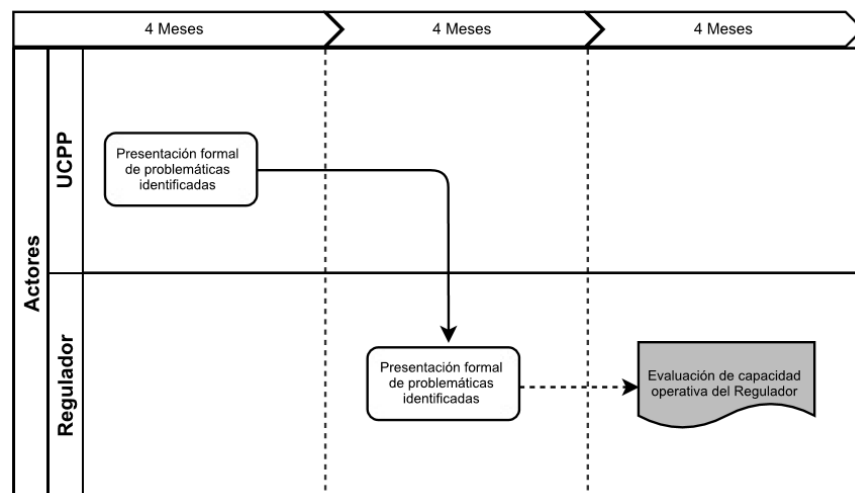 4 Meses
4 Meses
4 Meses
Actores
UCPP
Presentación formal
de problemáticas
identificadas
Regulador
Presentación formal
de problemáticas
identificadas
Evaluación de capacidad
operativa del Regulador